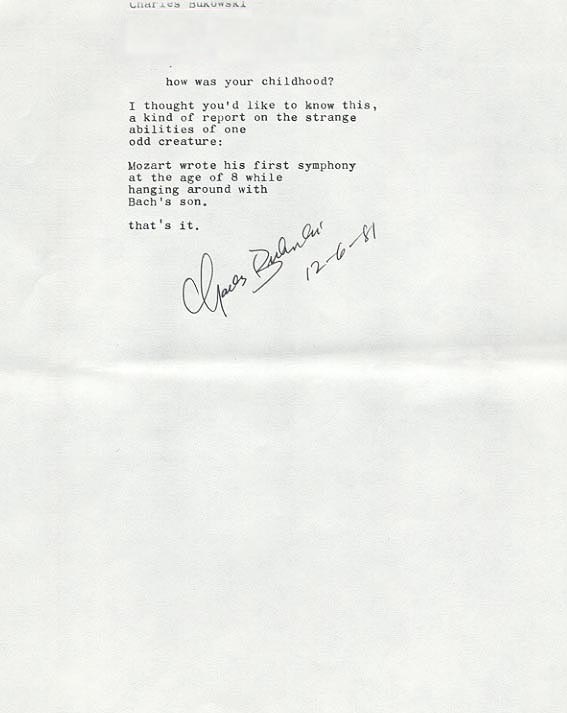 Charles Bukowski
how was your childhood?
I thought you'd like to know this,
a kind of report on the strange
abilities of one
odd creature:
Mozart wrote his first symphony
at the age of 8 while
hanging around with
Bach's son.
that's it.
Charles Bukowski
12-6-81